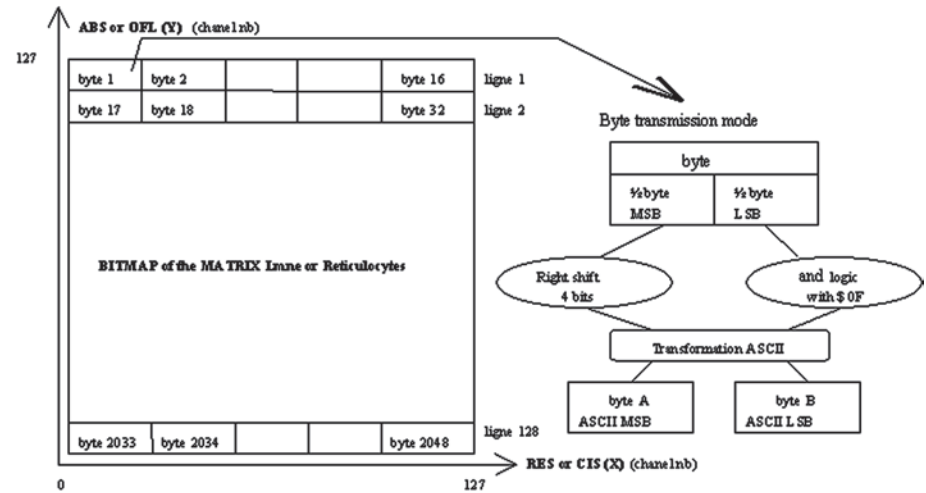 ABS or OFL (Y) (chanel nb)
127
byte 1 byte 2 byte 16 ligne 1
byte 17 byte 18 byte 32 ligne 2
BITMAP of the MATRIX Lmne or Reticulocytes
byte 2033 byte 2034 byte 2048 ligne 128
RES or CIS (X) (chanel nb)
0 127
Byte transmission mode
byte
½ byte ½ byte
MSB LSB
Right shift
4 bits
and logic
with $ 0F
Transformation ASCII
byte A byte B
ASCII MSB ASCII LSB